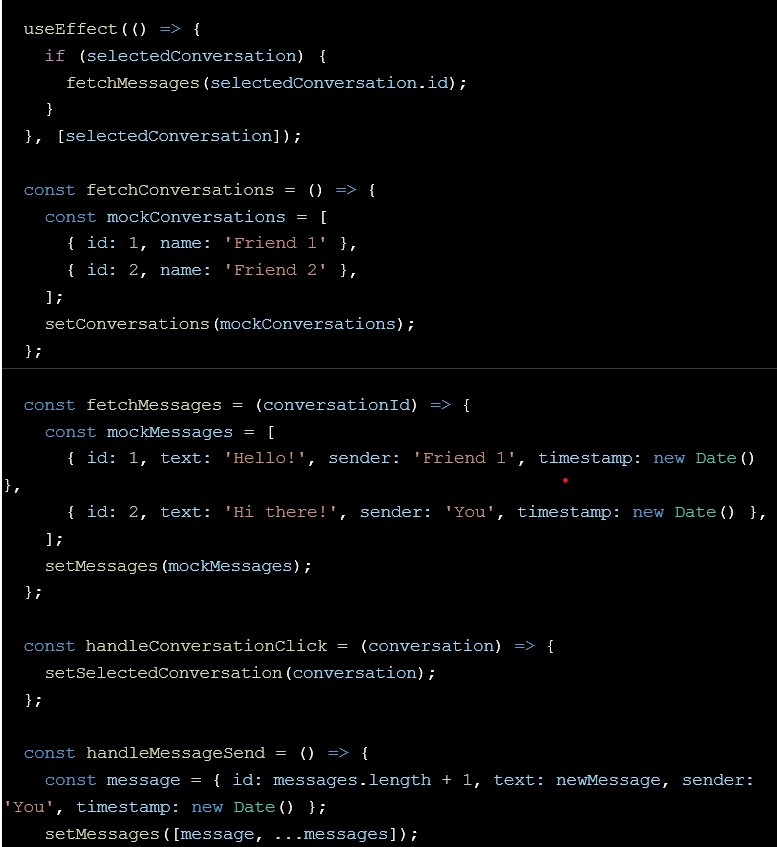 useEffect(() => {
if (selectedConversation) {
fetchMessages(selectedConversation.id);
}
}, [selectedConversation]);
const fetchConversations = () => {
const mockConversations = [
{ id: 1, name: 'Friend 1' },
{ id: 2, name: 'Friend 2' },
];
setConversations(mockConversations);
};
const fetchMessages = (conversationId) => {
const mockMessages = [
{ id: 1, text: 'Hello!', sender: 'Friend 1', timestamp: new Date()
},
{ id: 2, text: 'Hi there!', sender: 'You', timestamp: new Date() },
];
setMessages(mockMessages);
};
const handleConversationClick = (conversation) => {
setSelectedConversation(conversation);
};
const handleMessageSend = () => {
const message = { id: messages.length + 1, text: newMessage, sender:
'You', timestamp: new Date() };
setMessages([message, ...messages]);